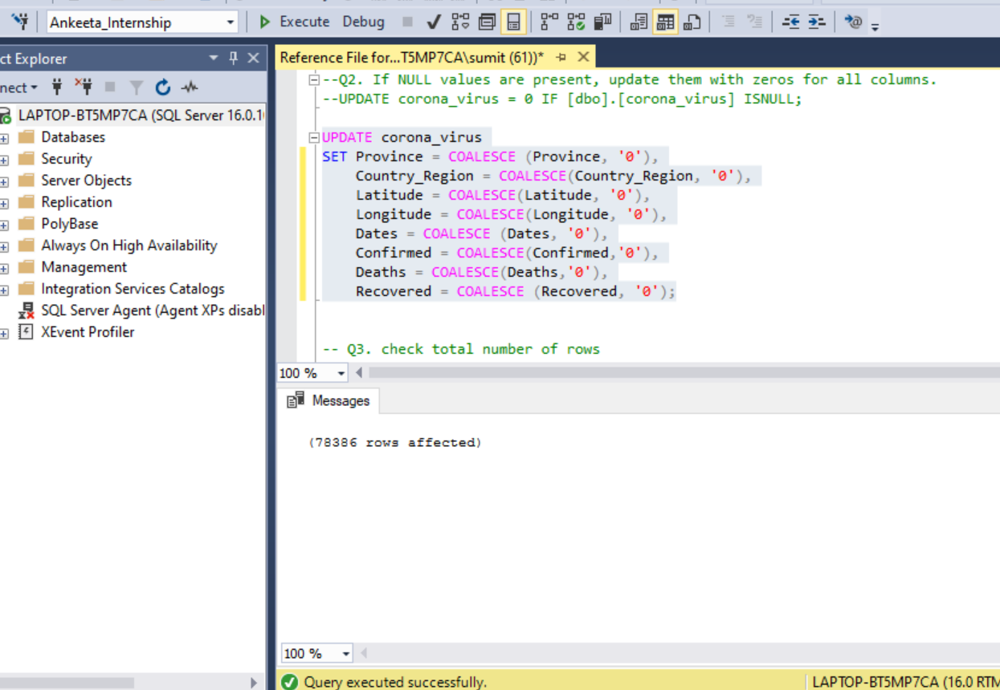 Ankeeta_Internship
Execute Debug
ct Explorer
Reference File for...T5MP7CA\sumit (61))*
nect
LAPTOP-BT5MP7CA (SQL Server 16.0.1
Databases
Security
Server Objects
Replication
PolyBase
Always On High Availability
Management
Integration Services Catalogs
SQL Server Agent (Agent XPs disabl
XEvent Profiler
--Q2. If NULL values are present, update them with zeros for all columns.
--UPDATE corona_virus = 0 IF [dbo].[corona_virus] ISNULL;
UPDATE corona_virus
SET Province = COALESCE (Province, '0'),
Country_Region = COALESCE(Country_Region, '0'),
Latitude = COALESCE(Latitude, '0'),
Longitude = COALESCE(Longitude, '0'),
Dates = COALESCE (Dates, '0'),
Confirmed = COALESCE(Confirmed,'0'),
Deaths = COALESCE(Deaths,'0'),
Recovered = COALESCE (Recovered, '0');
-- Q3. check total number of rows
100 %
Messages
(78386 rows affected)
100 %
Query executed successfully.
LAPTOP-BT5MP7CA (16.0 RTM